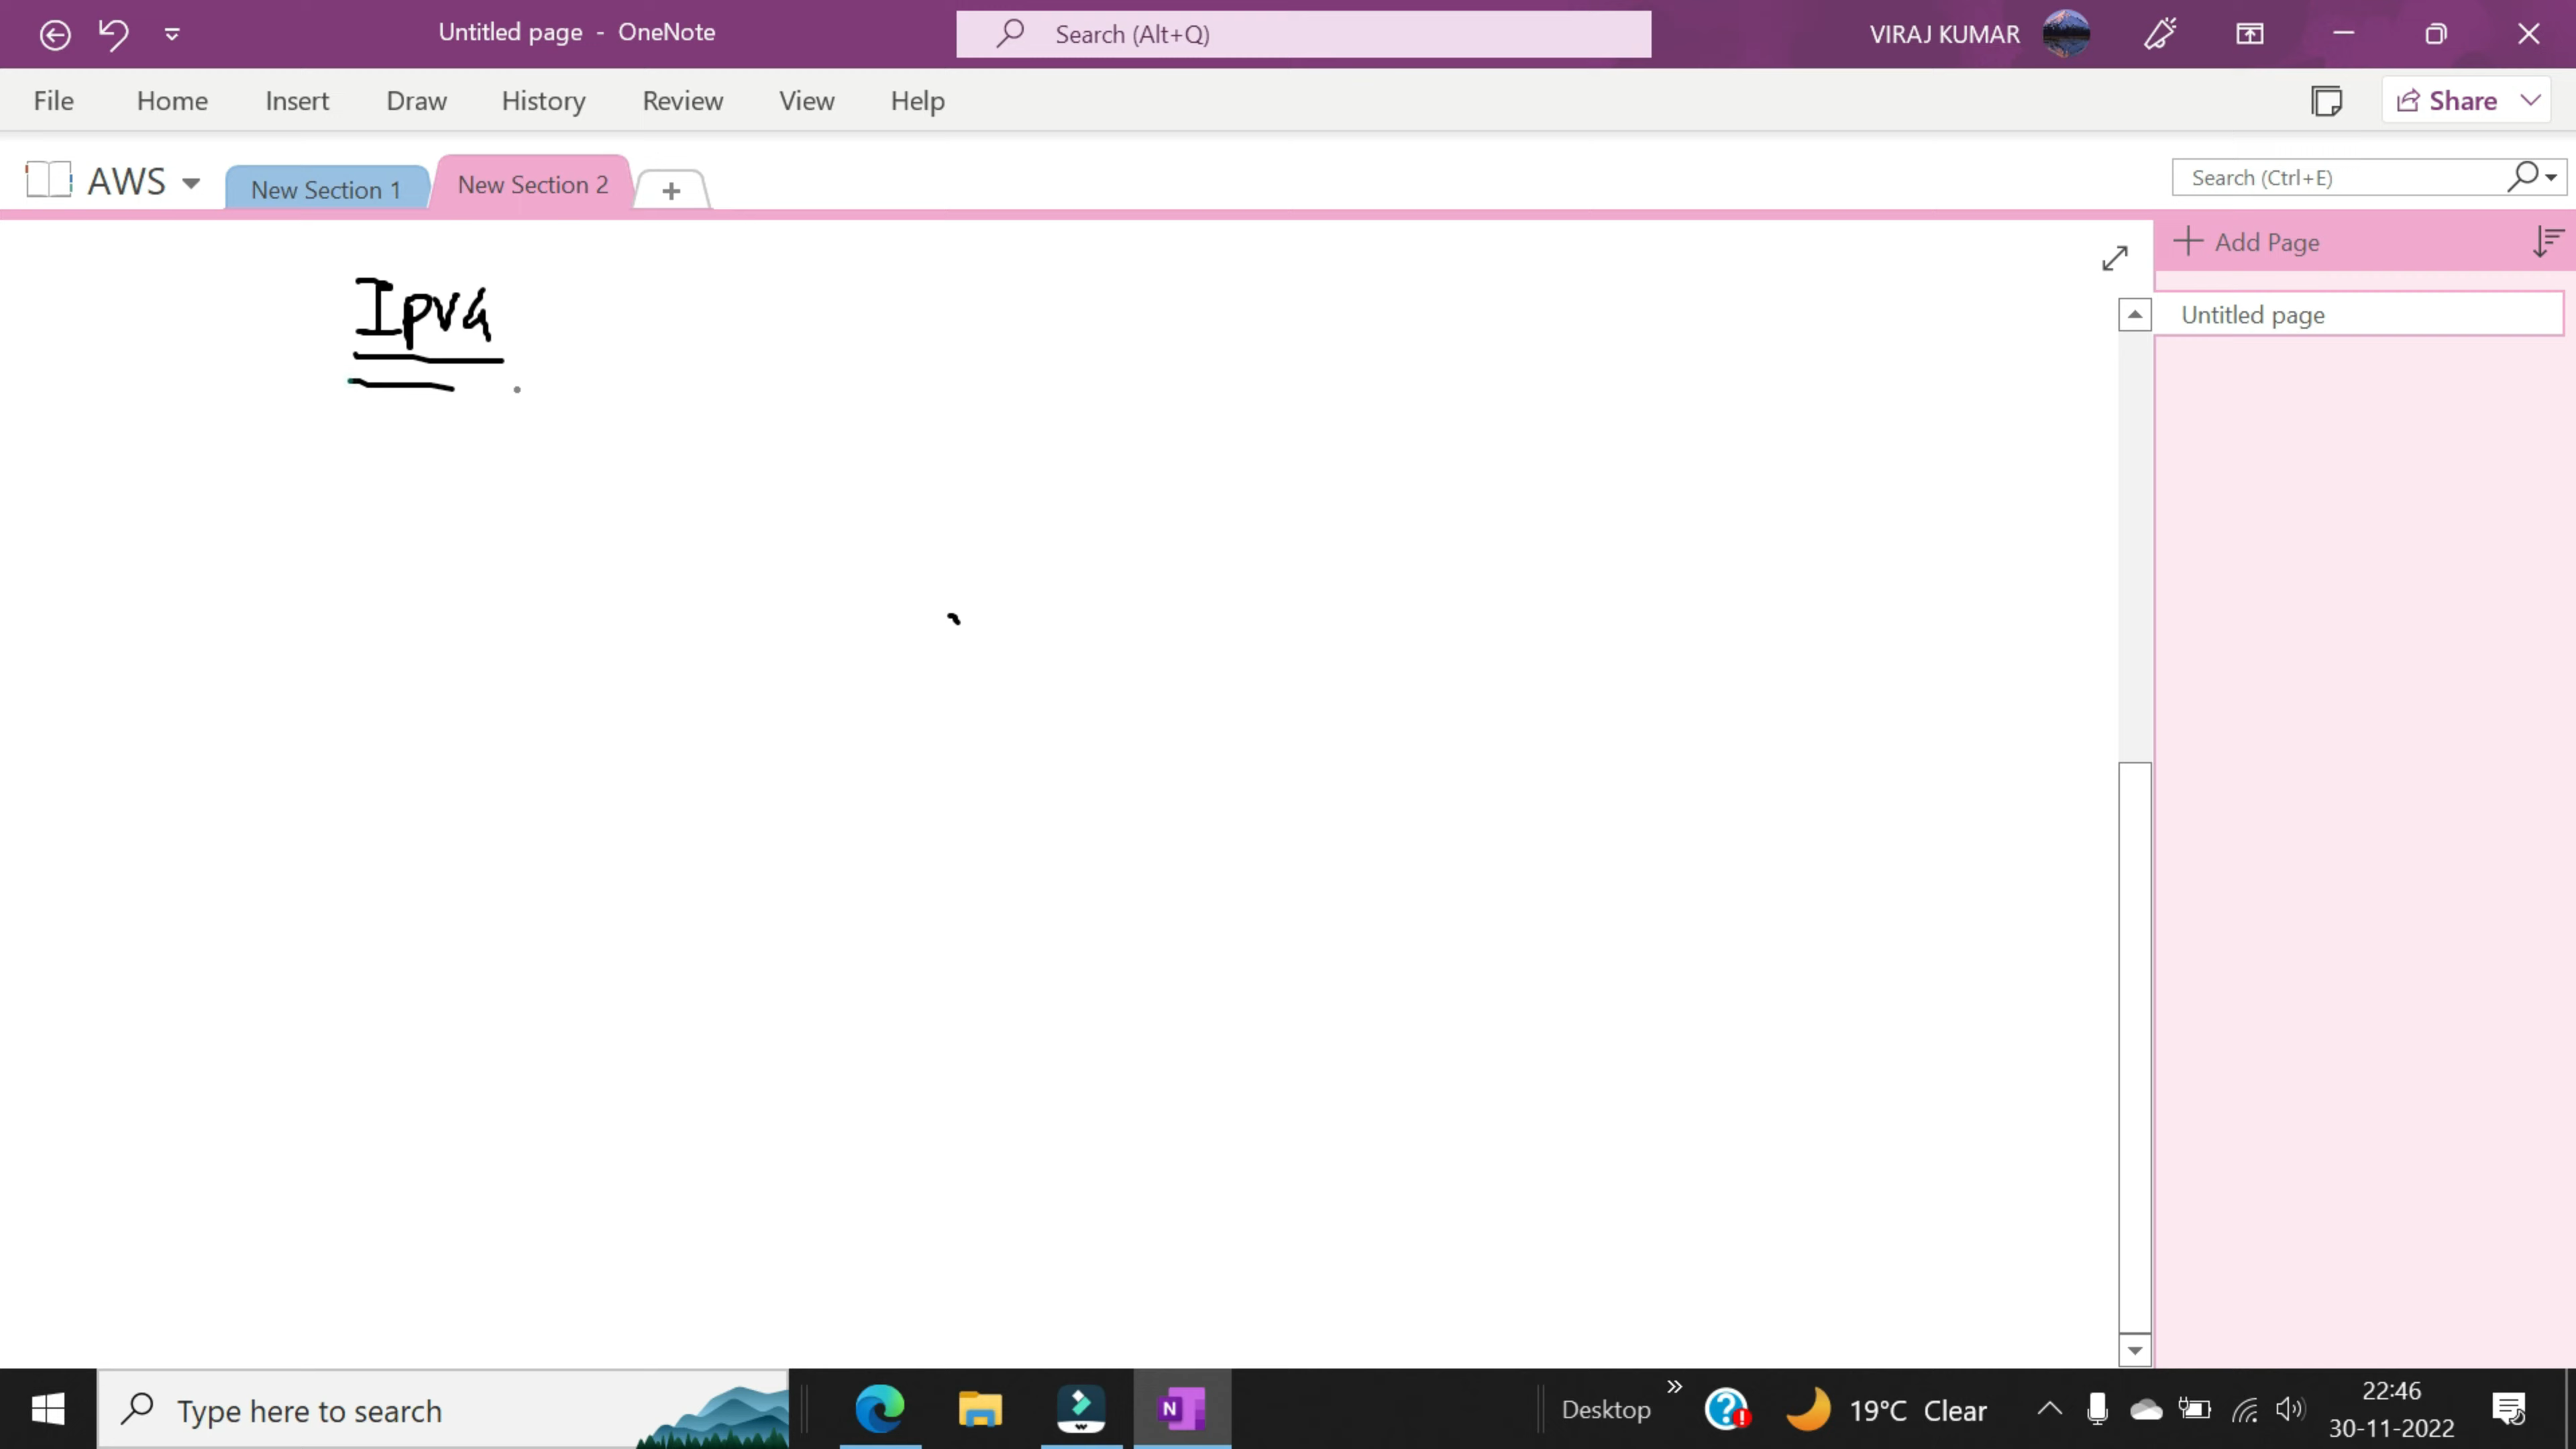 Untitled page - OneNote
Search (Alt+Q)
VIRAJ KUMAR
File Home Insert Draw History Review View Help
Share
AWS
New Section 1
New Section 2
Search (Ctrl+E)
Add Page
Untitled page
Ipv4
Type here to search
Desktop
19°C Clear
22:46
30-11-2022